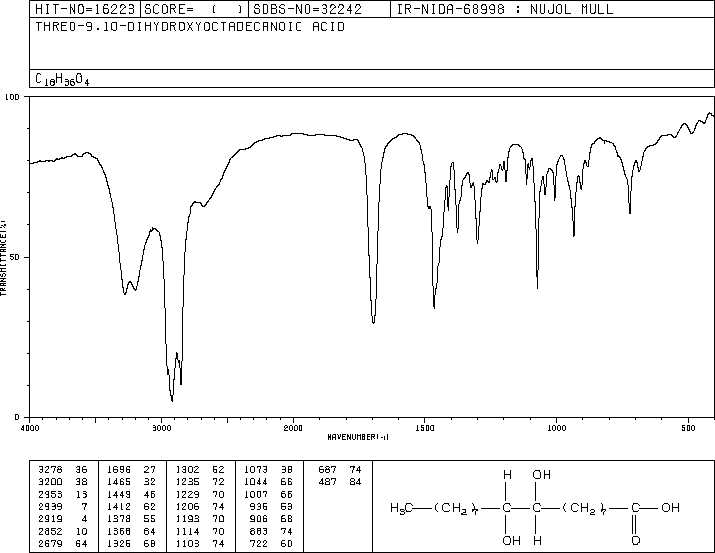 HIT-NO=16223 SCORE= ( ) SDBS-NO=32242 IR-NIDA-68998 : NUJOL MULL
THREO-9,10-DIHYDROXYOCTADECANOIC ACID
C18H36O4
100
50
0
TRANSMITTANCE(%)
4000 3000 2000 1500 1000 500
WAVENUMBER(-1)
3278 36 1696 27 1302 52 1073 38 687 74
3200 38 1465 32 1235 72 1044 66 487 84
2953 13 1449 46 1229 70 1007 66
2939 7 1412 62 1206 74 936 53
2919 4 1378 55 1193 70 906 68
2852 10 1368 64 1114 70 883 74
2679 64 1326 68 1103 74 722 60
H OH
H3C—(CH2)7—C—C—(CH2)7—C—OH
OH H O